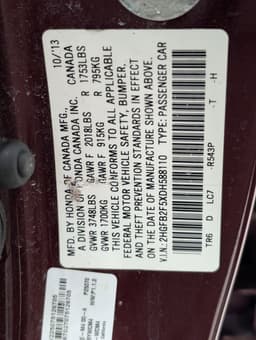 MFD. BY HONDA OF CANADA MFG., 10/'13
A DIVISION OF HONDA CANADA INC. CANADA
GVWR 3748LBS GAWR F 2018LBS R 1753LBS
GVWR 1700KG GAWR F 915KG R 795KG
THIS VEHICLE CONFORMS TO ALL APPLICABLE
FEDERAL MOTOR VEHICLE SAFETY, BUMPER,
AND THEFT PREVENTION STANDARDS IN EFFECT
ON THE DATE OF MANUFACTURE SHOWN ABOVE.
V.I.N.: 2HGFB2F5XDH588110 TYPE: PASSENGER CAR
TR6 D LC7 R543P - T - H